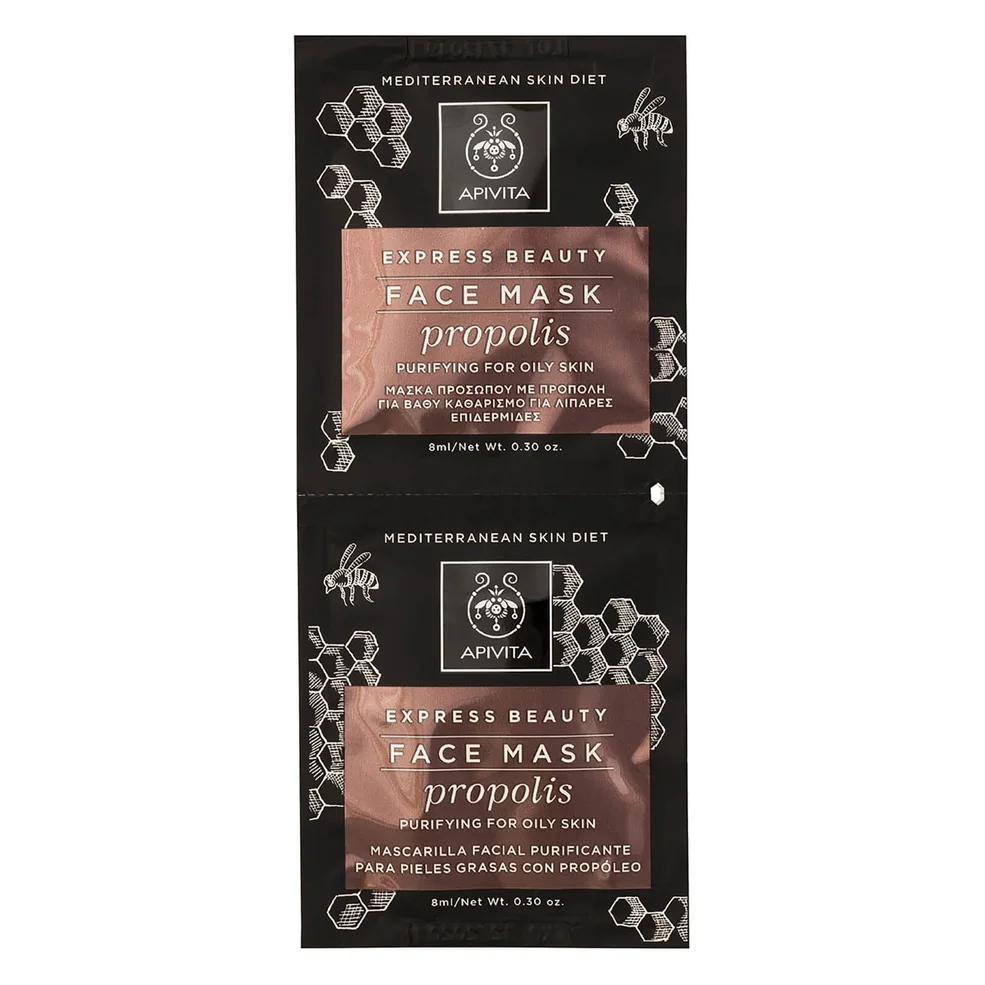 MEDITERRANEAN SKIN DIET
APIVITA
EXPRESS BEAUTY
FACE MASK
propolis
PURIFYING FOR OILY SKIN
ΜΑΣΚΑ ΠΡΟΣΩΠΟΥ ΜΕ ΠΡΟΠΟΛΗ
ΓΙΑ ΒΑΘΥ ΚΑΘΑΡΙΣΜΟ ΓΙΑ ΛΙΠΑΡΕΣ
ΕΠΙΔΕΡΜΙΔΕΣ
8ml/Net Wt. 0.30 oz.
MEDITERRANEAN SKIN DIET
APIVITA
EXPRESS BEAUTY
FACE MASK
propolis
PURIFYING FOR OILY SKIN
MASCARILLA FACIAL PURIFICANTE
PARA PIELES GRASAS CON PROPÓLEO
8ml/Net Wt. 0.30 oz.